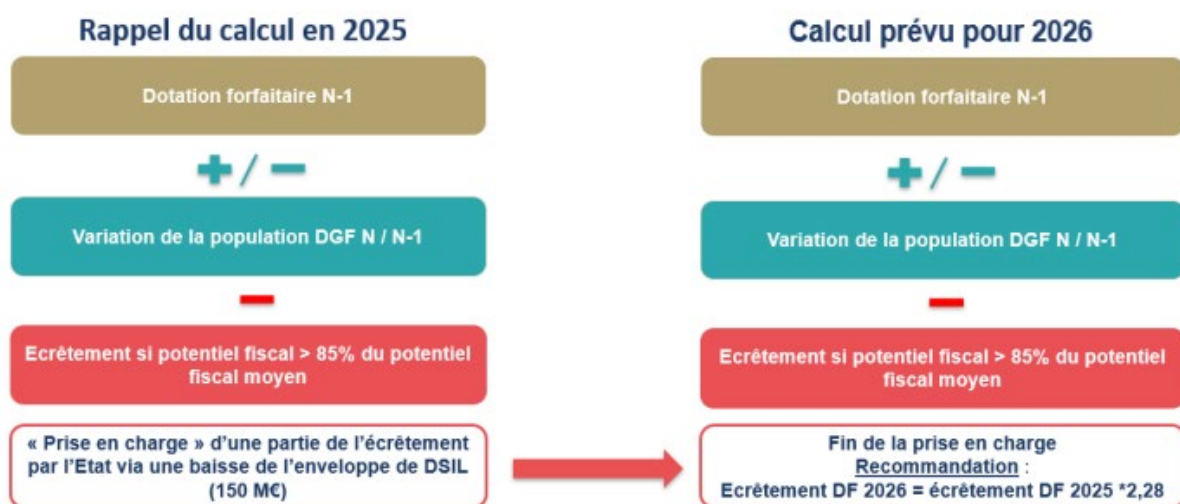 Rappel du calcul en 2025
Dotation forfaitaire N-1
+ / −
Variation de la population DGF N / N-1
−
Ecrêtement si potentiel fiscal > 85% du potentiel
fiscal moyen
« Prise en charge » d’une partie de l’écrêtement
par l’Etat via une baisse de l’enveloppe de DSIL
(150 M€)
Calcul prévu pour 2026
Dotation forfaitaire N-1
+ / −
Variation de la population DGF N / N-1
−
Ecrêtement si potentiel fiscal > 85% du potentiel
fiscal moyen
Fin de la prise en charge
Recommandation :
Ecrêtement DF 2026 = écrêtement DF 2025 *2,28